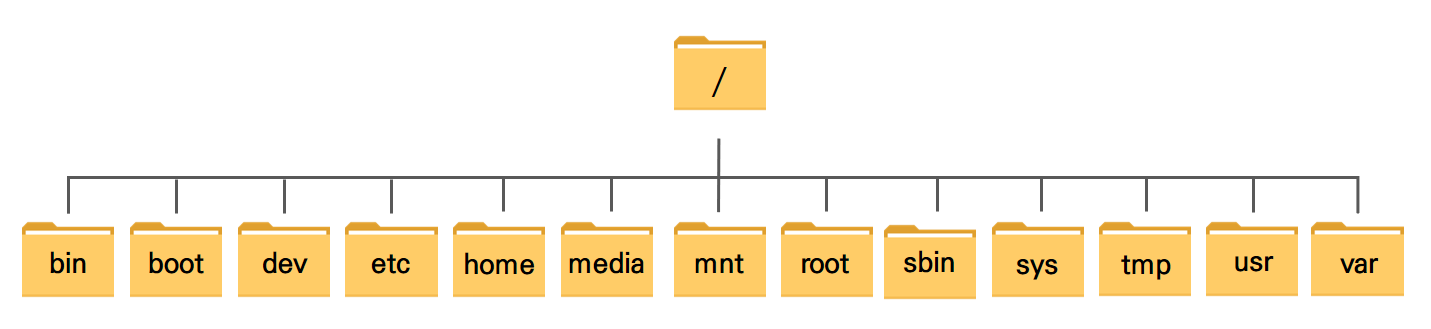 /
bin boot dev etc home media mnt root sbin sys tmp usr var